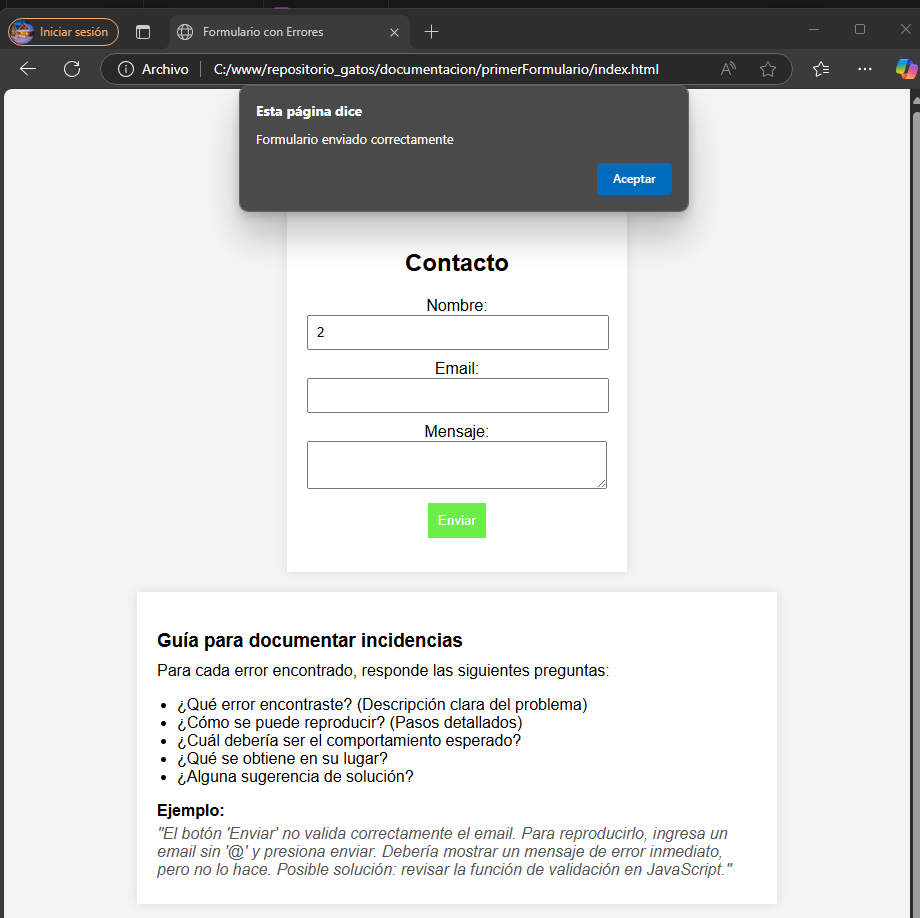 Iniciar sesión
Formulario con Errores
Archivo
C:/www/repositorio_gatos/documentacion/primerFormulario/index.html
Esta página dice
Formulario enviado correctamente
Aceptar
Contacto
Nombre:
2
Email:
Mensaje:
Enviar
Guía para documentar incidencias
Para cada error encontrado, responde las siguientes preguntas:
• ¿Qué error encontraste? (Descripción clara del problema)
• ¿Cómo se puede reproducir? (Pasos detallados)
• ¿Cuál debería ser el comportamiento esperado?
• ¿Qué se obtiene en su lugar?
• ¿Alguna sugerencia de solución?
Ejemplo:
"El botón 'Enviar' no valida correctamente el email. Para reproducirlo, ingresa un
email sin '@' y presiona enviar. Debería mostrar un mensaje de error inmediato,
pero no lo hace. Posible solución: revisar la función de validación en JavaScript."